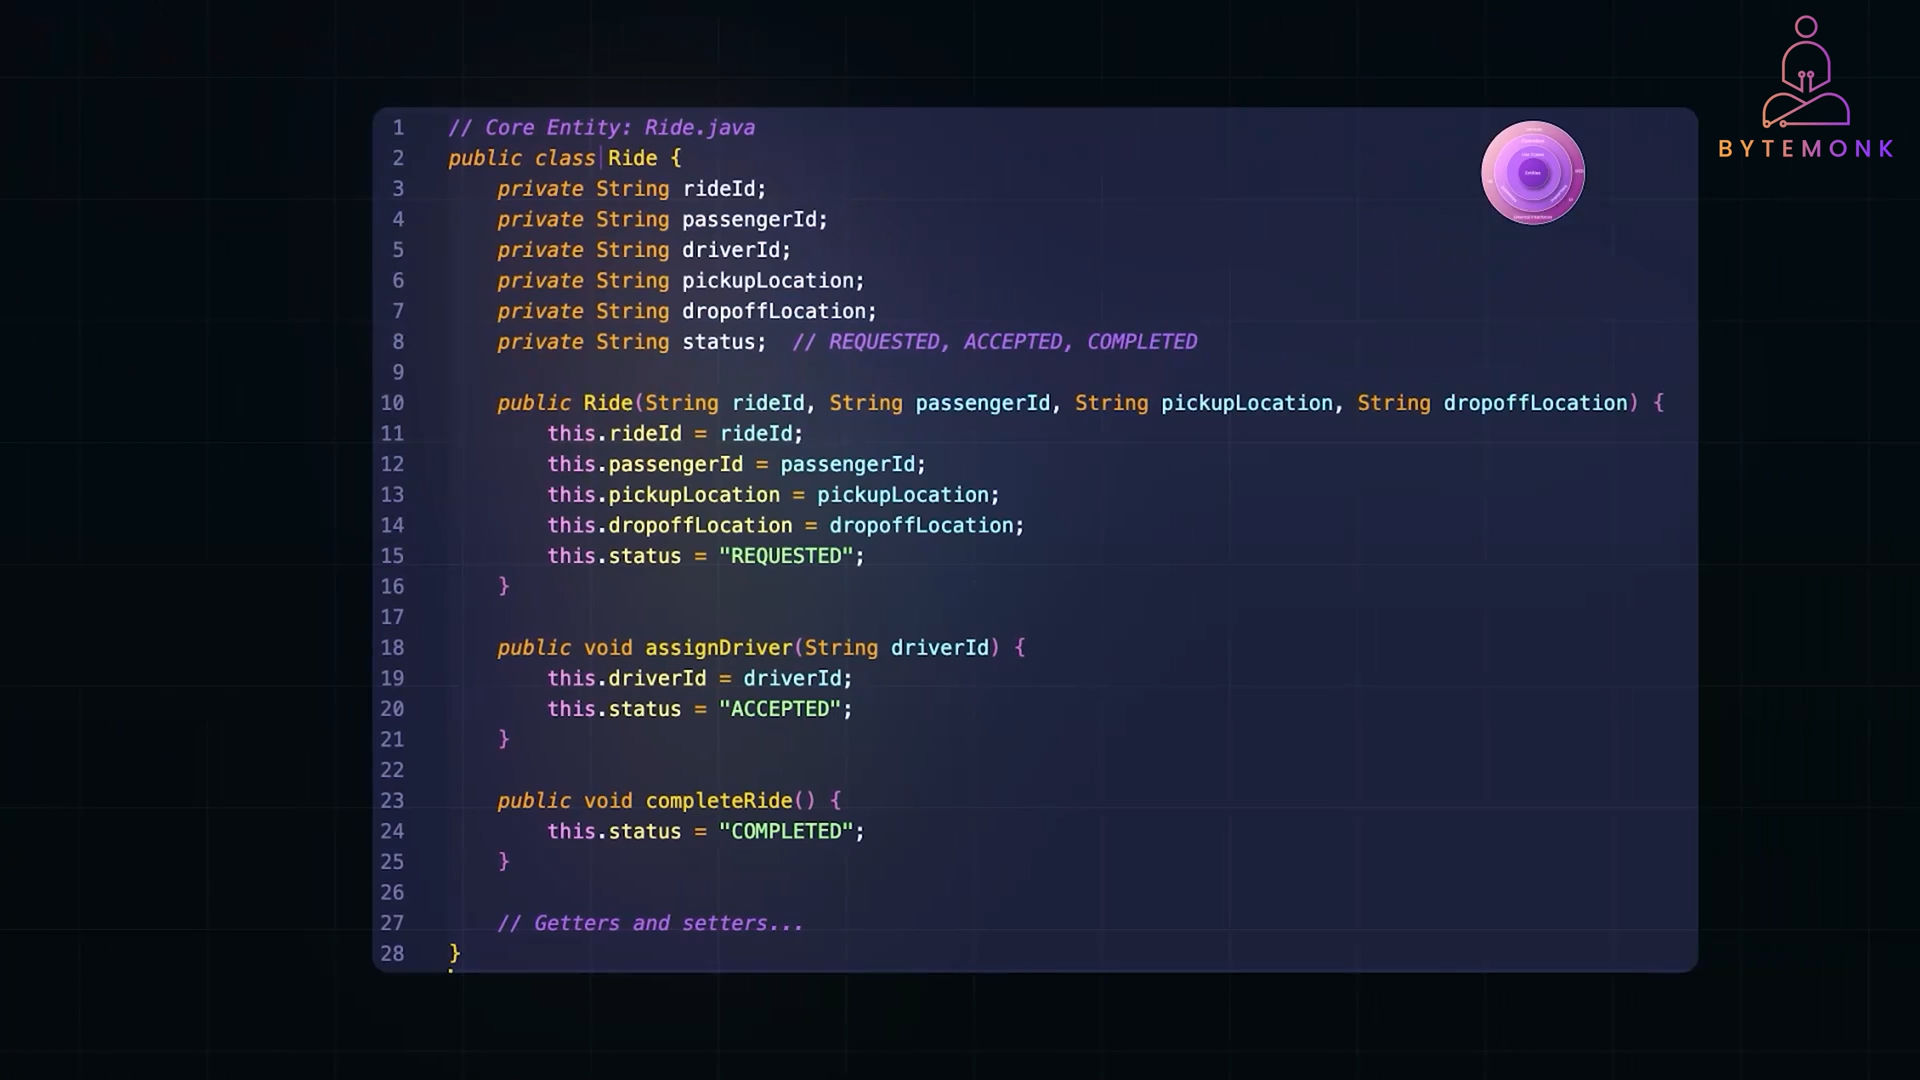 BYTEMONK
1 // Core Entity: Ride.java
2 public class Ride {
3 private String rideId;
4 private String passengerId;
5 private String driverId;
6 private String pickupLocation;
7 private String dropoffLocation;
8 private String status; // REQUESTED, ACCEPTED, COMPLETED
9
10 public Ride(String rideId, String passengerId, String pickupLocation, String dropoffLocation) {
11 this.rideId = rideId;
12 this.passengerId = passengerId;
13 this.pickupLocation = pickupLocation;
14 this.dropoffLocation = dropoffLocation;
15 this.status = "REQUESTED";
16 }
17
18 public void assignDriver(String driverId) {
19 this.driverId = driverId;
20 this.status = "ACCEPTED";
21 }
22
23 public void completeRide() {
24 this.status = "COMPLETED";
25 }
26
27 // Getters and setters...
28 }
Entities